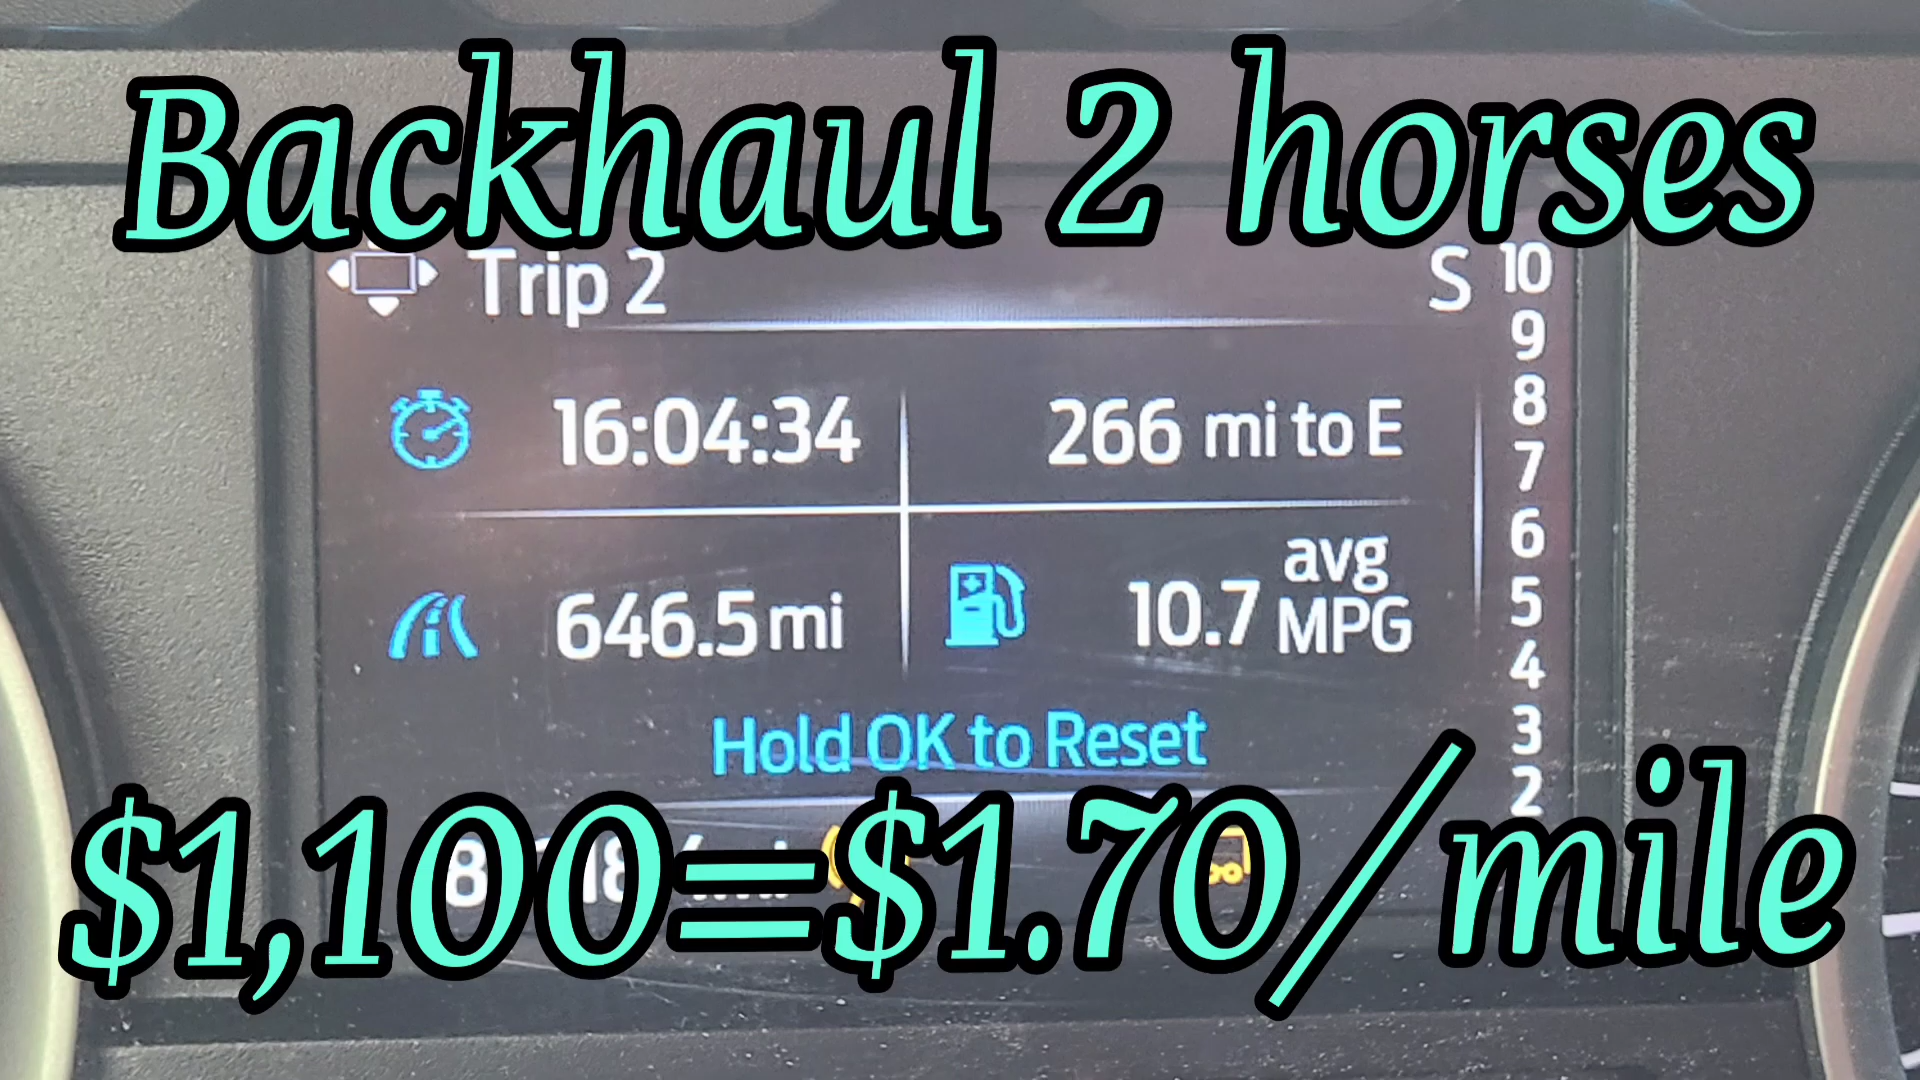 Backhaul 2 horses
Trip 2
S 10
9
16:04:34
266 mi to E
8
7
6
avg
646.5 mi
10.7 MPG
5
4
Hold OK to Reset
3
2
$1,100=$1.70/mile